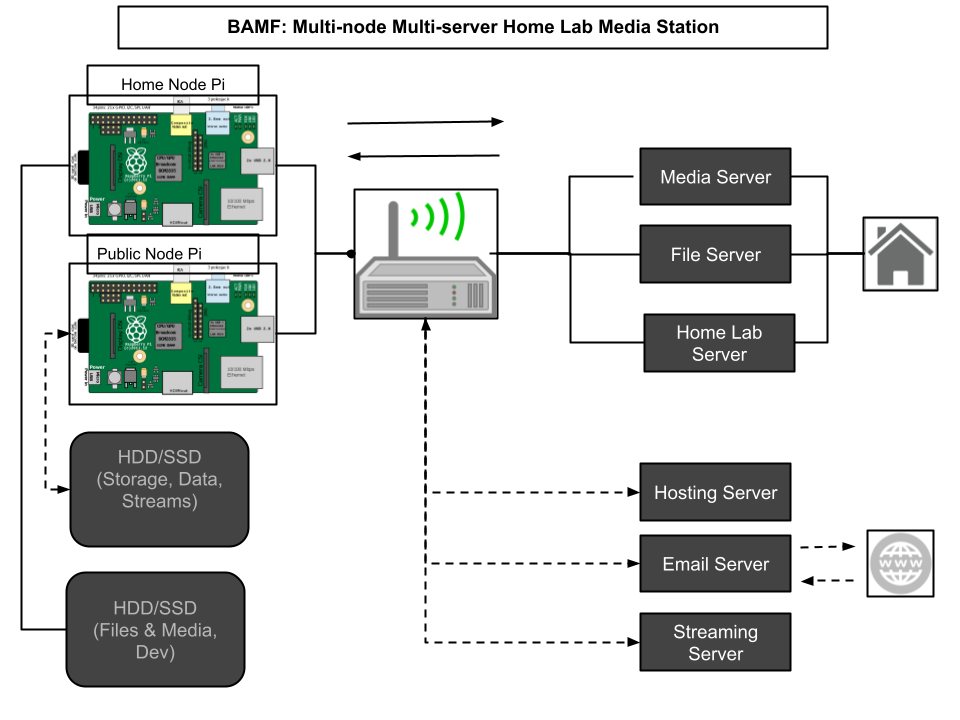 BAMF: Multi-node Multi-server Home Lab Media Station
Home Node Pi
Public Node Pi
Power
Power
Media Server
File Server
Home Lab
Server
HDD/SSD
(Storage, Data,
Streams)
HDD/SSD
(Files & Media,
Dev)
Hosting Server
Email Server
Streaming
Server
WWW